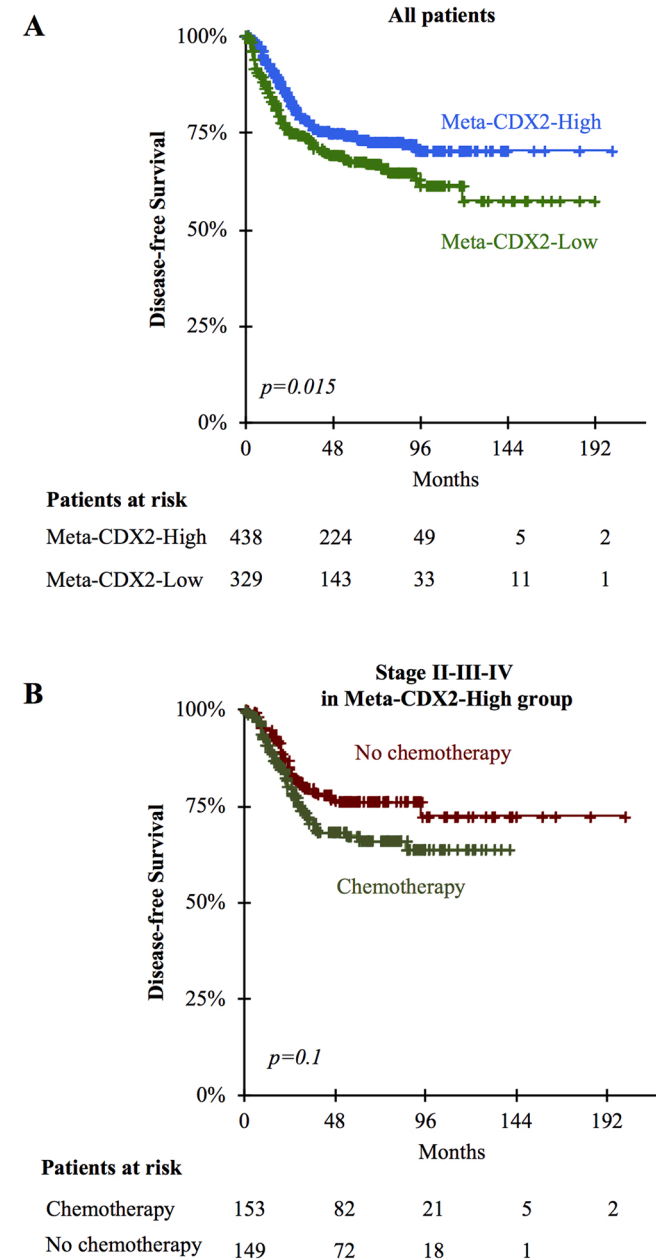 A
All patients
100%
75%
50%
25%
0%
Disease-free Survival
Meta-CDX2-High
Meta-CDX2-Low
p=0.015
0 48 96 144 192
Months
Patients at risk
Meta-CDX2-High 438 224 49 5 2
Meta-CDX2-Low 329 143 33 11 1
B
Stage II-III-IV
in Meta-CDX2-High group
100%
75%
50%
25%
0%
Disease-free Survival
No chemotherapy
Chemotherapy
p=0.1
0 48 96 144 192
Months
Patients at risk
Chemotherapy 153 82 21 5 2
No chemotherapy 149 72 18 1